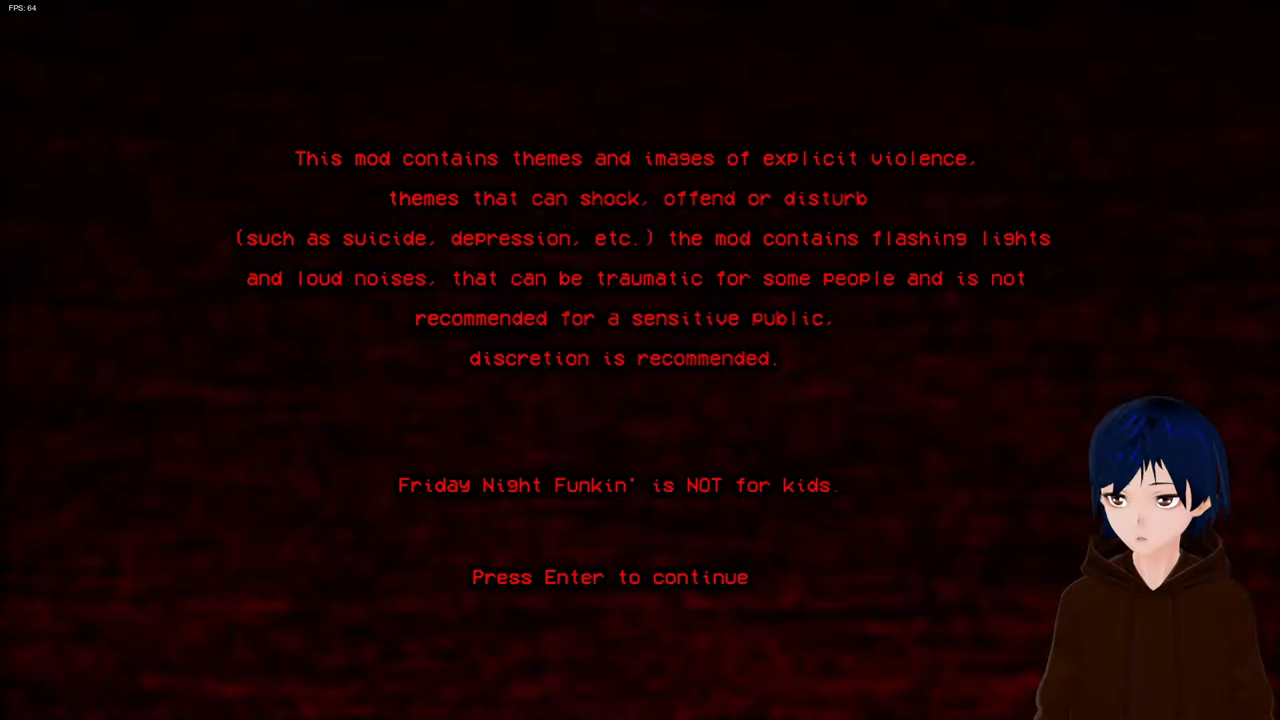 FPS: 64
This mod contains themes and images of explicit violence,
themes that can shock, offend or disturb
(such as suicide, depression, etc.) the mod contains flashing lights
and loud noises, that can be traumatic for some people and is not
recommended for a sensitive public,
discretion is recommended.
Friday Night Funkin' is NOT for kids.
Press Enter to continue